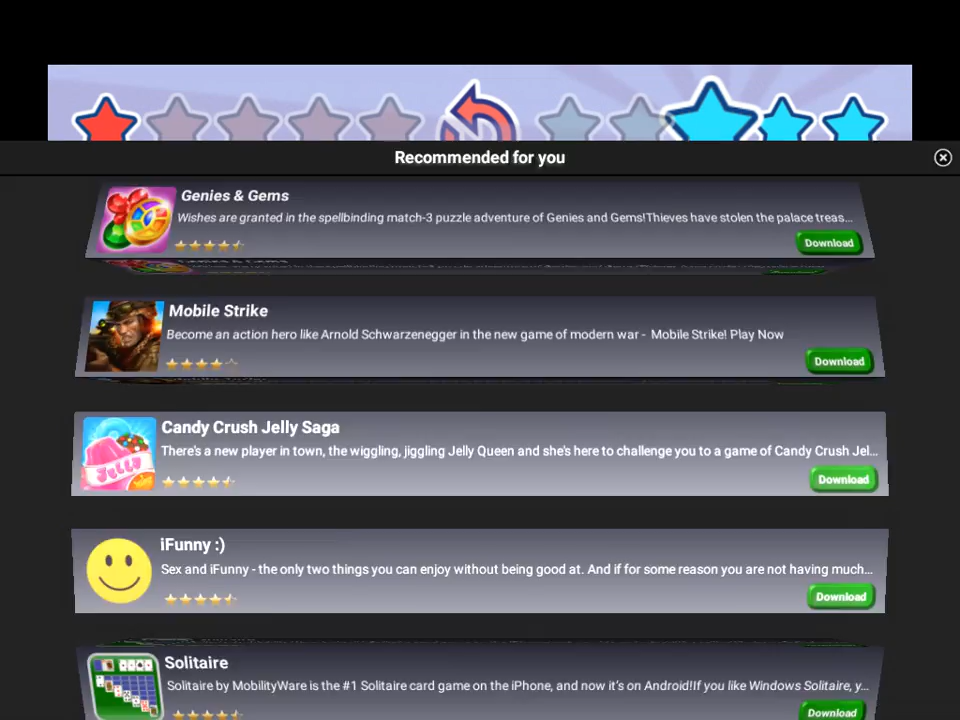 Recommended for you
Genies & Gems
Wishes are granted in the spellbinding match-3 puzzle adventure of Genies and Gems!Thieves have stolen the palace treas...
Download
Mobile Strike
Become an action hero like Arnold Schwarzenegger in the new game of modern war - Mobile Strike! Play Now
Download
Candy Crush Jelly Saga
There's a new player in town, the wiggling, jiggling Jelly Queen and she's here to challenge you to a game of Candy Crush Jel...
JELLY
Download
iFunny :)
Sex and iFunny - the only two things you can enjoy without being good at. And if for some reason you are not having much...
Download
Solitaire
Solitaire by MobilityWare is the #1 Solitaire card game on the iPhone, and now it's on Android!If you like Windows Solitaire, y...
Download